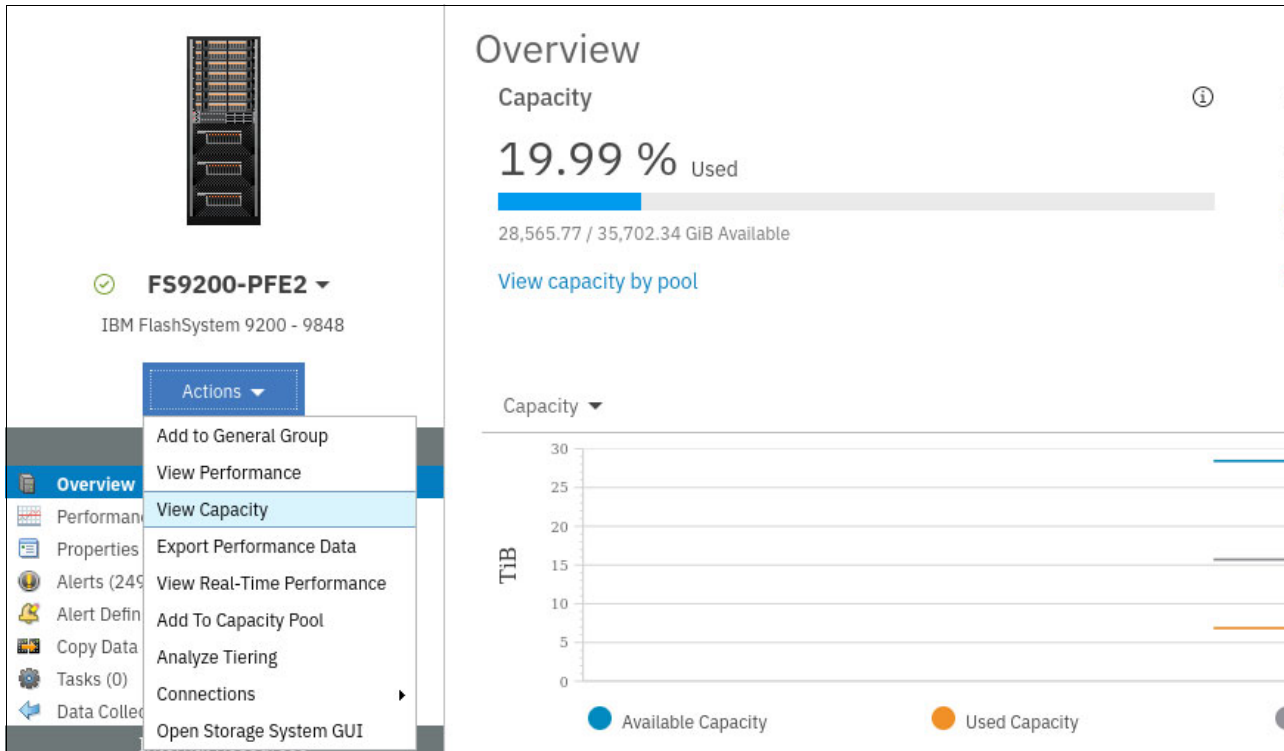 Overview
Capacity
19.99 % Used
28,565.77 / 35,702.34 GiB Available
View capacity by pool
FS9200-PFE2
IBM FlashSystem 9200 - 9848
Actions
Add to General Group
View Performance
View Capacity
Export Performance Data
View Real-Time Performance
Add To Capacity Pool
Analyze Tiering
Connections
Open Storage System GUI
Overview
Performan
Properties
Alerts (249
Alert Defin
Copy Data
Tasks (0)
Data Collec
Capacity
30
25
20
15
10
5
0
TiB
Available Capacity
Used Capacity